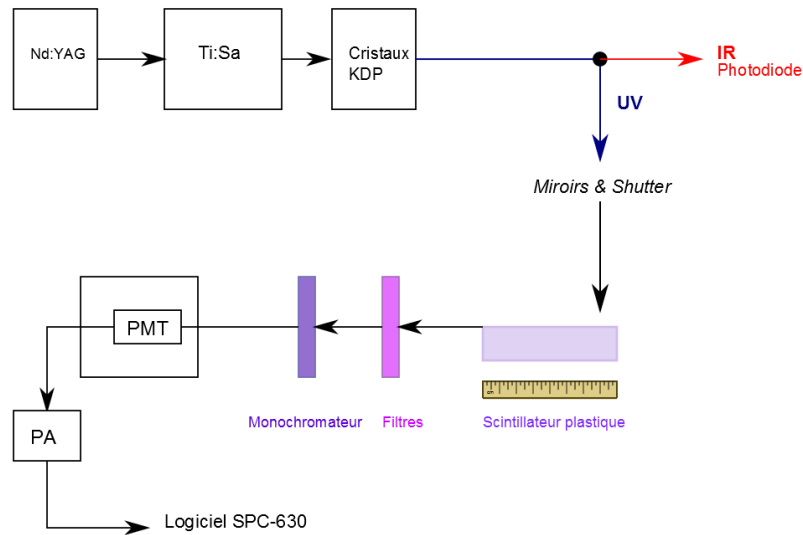 Nd:YAG
Ti:Sa
Cristaux
KDP
IR
Photodiode
UV
Miroirs & Shutter
PMT
cm
Monochromateur
Filtres
Scintillateur plastique
PA
Logiciel SPC-630